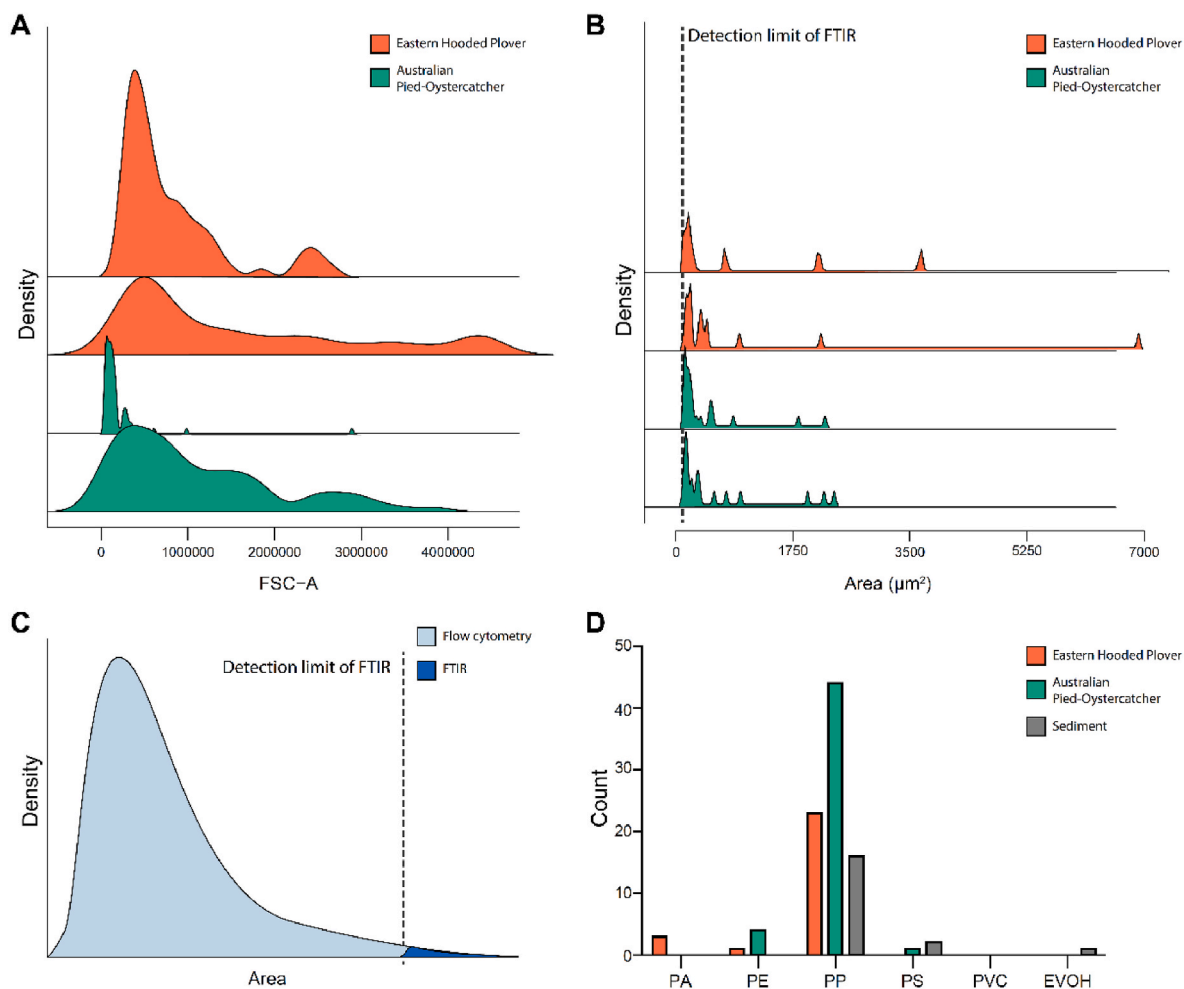 A
Eastern Hooded Plover
Australian
Pied-Oystercatcher
Density
0
1000000
2000000
3000000
4000000
FSC-A
B
Detection limit of FTIR
Eastern Hooded Plover
Australian
Pied-Oystercatcher
Density
0
1750
3500
5250
7000
Area (µm²)
C
Flow cytometry
Detection limit of FTIR
FTIR
Density
Area
D
Eastern Hooded Plover
Australian
Pied-Oystercatcher
Sediment
Count
50
40
30
20
10
0
PA
PE
PP
PS
PVC
EVOH